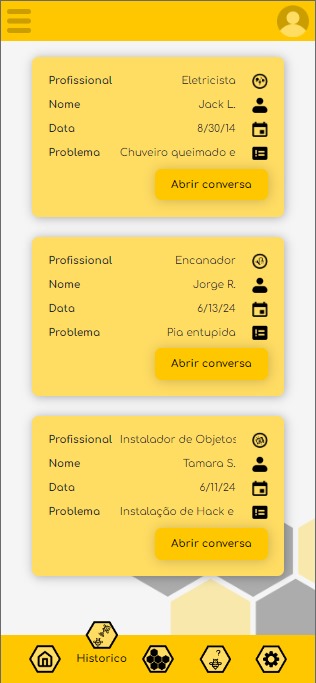 Profissional Eletricista
Nome Jack L.
Data 8/30/14
Problema Chuveiro queimado e
Abrir conversa
Profissional Encanador
Nome Jorge R.
Data 6/13/24
Problema Pia entupida
Abrir conversa
Profissional Instalador de Objetos
Nome Tamara S.
Data 6/11/24
Problema Instalação de Hack e
Abrir conversa
?
Historico